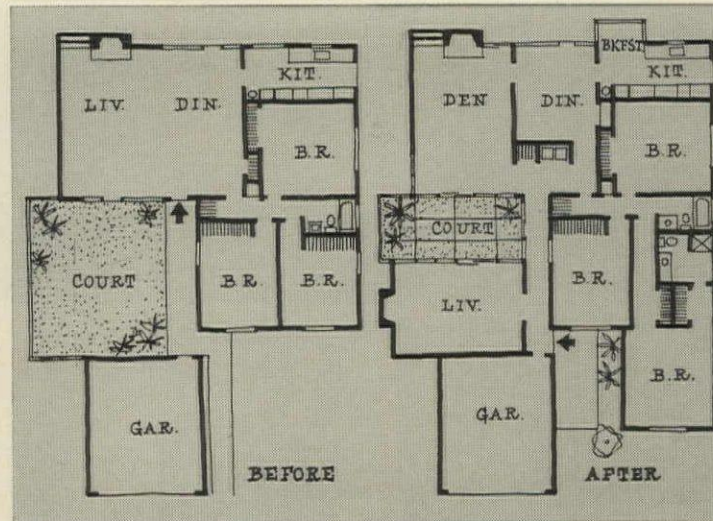 KIT.
LIV.
DIN.
B.R.
COURT
B R
B.R.
GAR.
BEFORE
BKFST
KIT.
DEN
DIN.
B.R.
COURT
B.R.
LIV.
B.R.
GAR.
AFTER